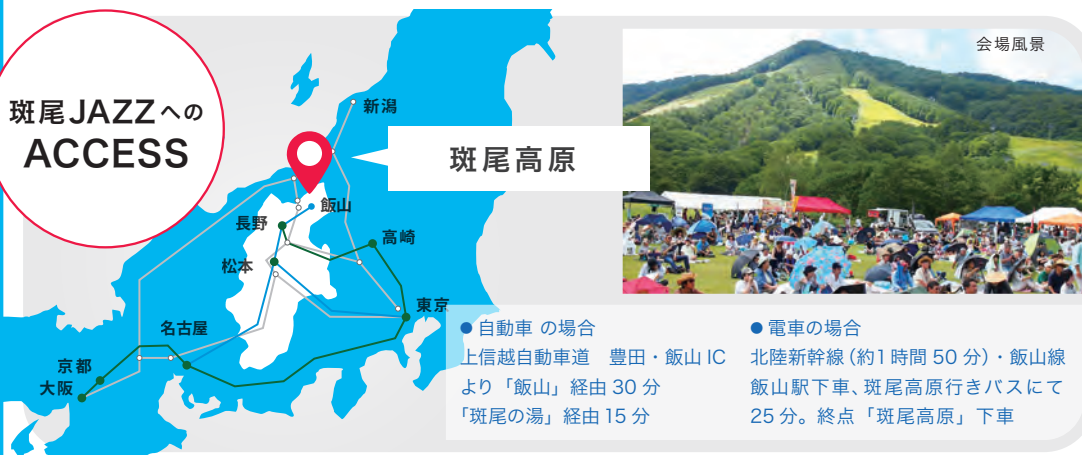 斑尾JAZZへの
ACCESS
新潟
斑尾高原
飯山
長野
高崎
松本
東京
名古屋
京都
大阪
会場風景
● 自動車 の場合
上信越自動車道　豊田・飯山 IC
より「飯山」経由 30 分
「斑尾の湯」経由 15 分
● 電車の場合
北陸新幹線（約1時間 50 分）・飯山線
飯山駅下車、斑尾高原行きバスにて
25 分。終点「斑尾高原」下車